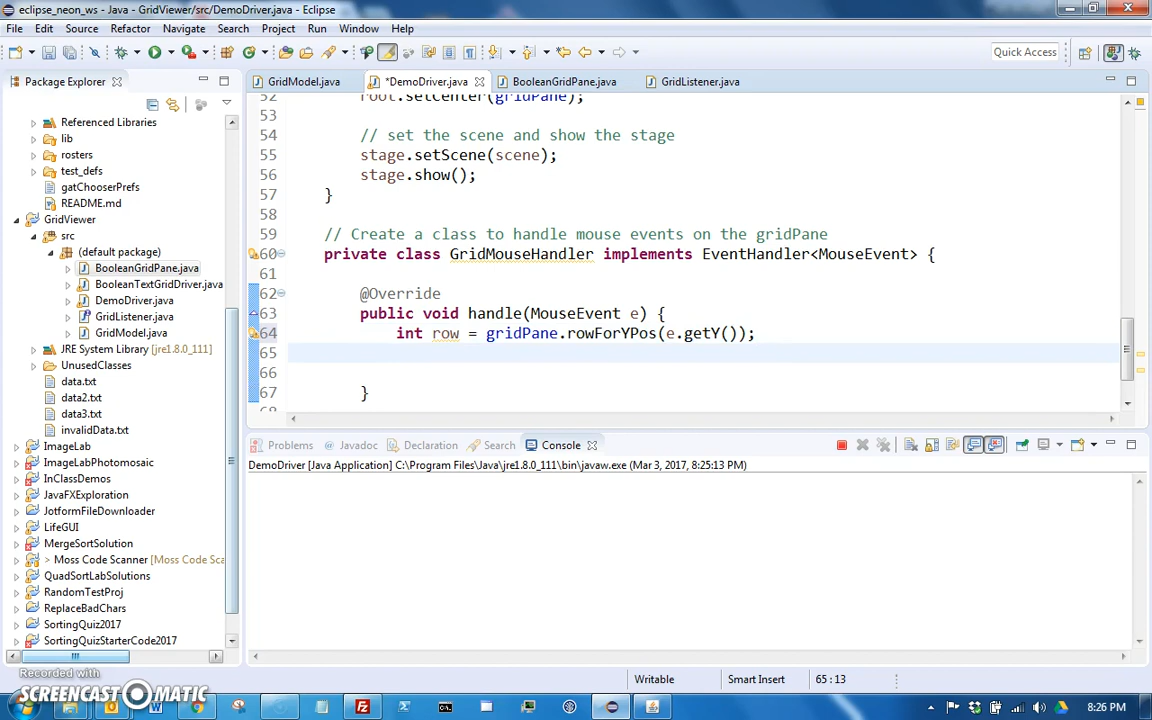 eclipse_neon_ws - Java - GridViewer/src/DemoDriver.java - Eclipse
File Edit Source Refactor Navigate Search Project Run Window Help
Quick Access
Package Explorer
GridModel.java *DemoDriver.java BooleanGridPane.java GridListener.java
Referenced Libraries
lib
rosters
test_defs
gatChooserPrefs
README.md
GridViewer
src
(default package)
BooleanGridPane.java
BooleanTextGridDriver.java
DemoDriver.java
GridListener.java
GridModel.java
JRE System Library [jre1.8.0_111]
UnusedClasses
data.txt
data2.txt
data3.txt
invalidData.txt
ImageLab
ImageLabPhotomosaic
InClassDemos
JavaFXExploration
JotformFileDownloader
LifeGUI
MergeSortSolution
> Moss Code Scanner [Moss Code Sca
QuadSortLabSolutions
RandomTestProj
ReplaceBadChars
SortingQuiz2017
SortingQuizStarterCode2017
52 root.setCenter(gridPane);
53
54 // set the scene and show the stage
55 stage.setScene(scene);
56 stage.show();
57 }
58
59 // Create a class to handle mouse events on the gridPane
60 private class GridMouseHandler implements EventHandler<MouseEvent> {
61
62 @Override
63 public void handle(MouseEvent e) {
64 int row = gridPane.rowForYPos(e.getY());
65
66
67 }
68
Problems Javadoc Declaration Search Console
DemoDriver [Java Application] C:\Program Files\Java\jre1.8.0_111\bin\javaw.exe (Mar 3, 2017, 8:25:13 PM)
Writable Smart Insert 65 : 13
Recorded with
SCREENCAST MATIC
8:26 PM